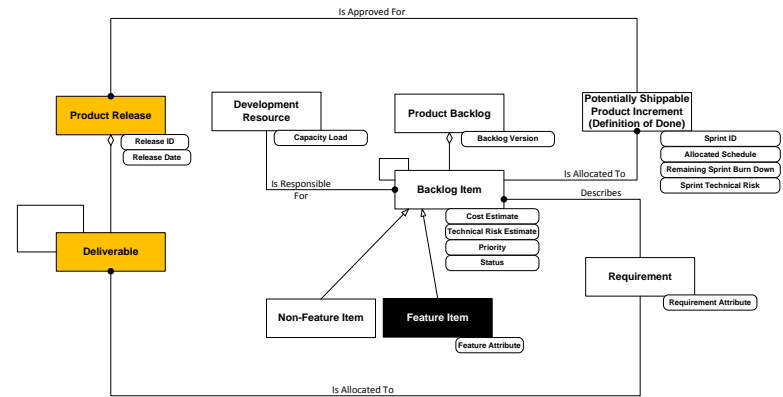 Is Approved For
Product Release
Release ID
Release Date
Development
Resource
Capacity Load
Product Backlog
Backlog Version
Potentially Shippable
Product Increment
(Definition of Done)
Sprint ID
Allocated Schedule
Remaining Sprint Burn Down
Sprint Technical Risk
Is Responsible
For
Backlog Item
Is Allocated To
Describes
Cost Estimate
Technical Risk Estimate
Priority
Status
Deliverable
Requirement
Requirement Attribute
Non-Feature Item
Feature Item
Feature Attribute
Is Allocated To